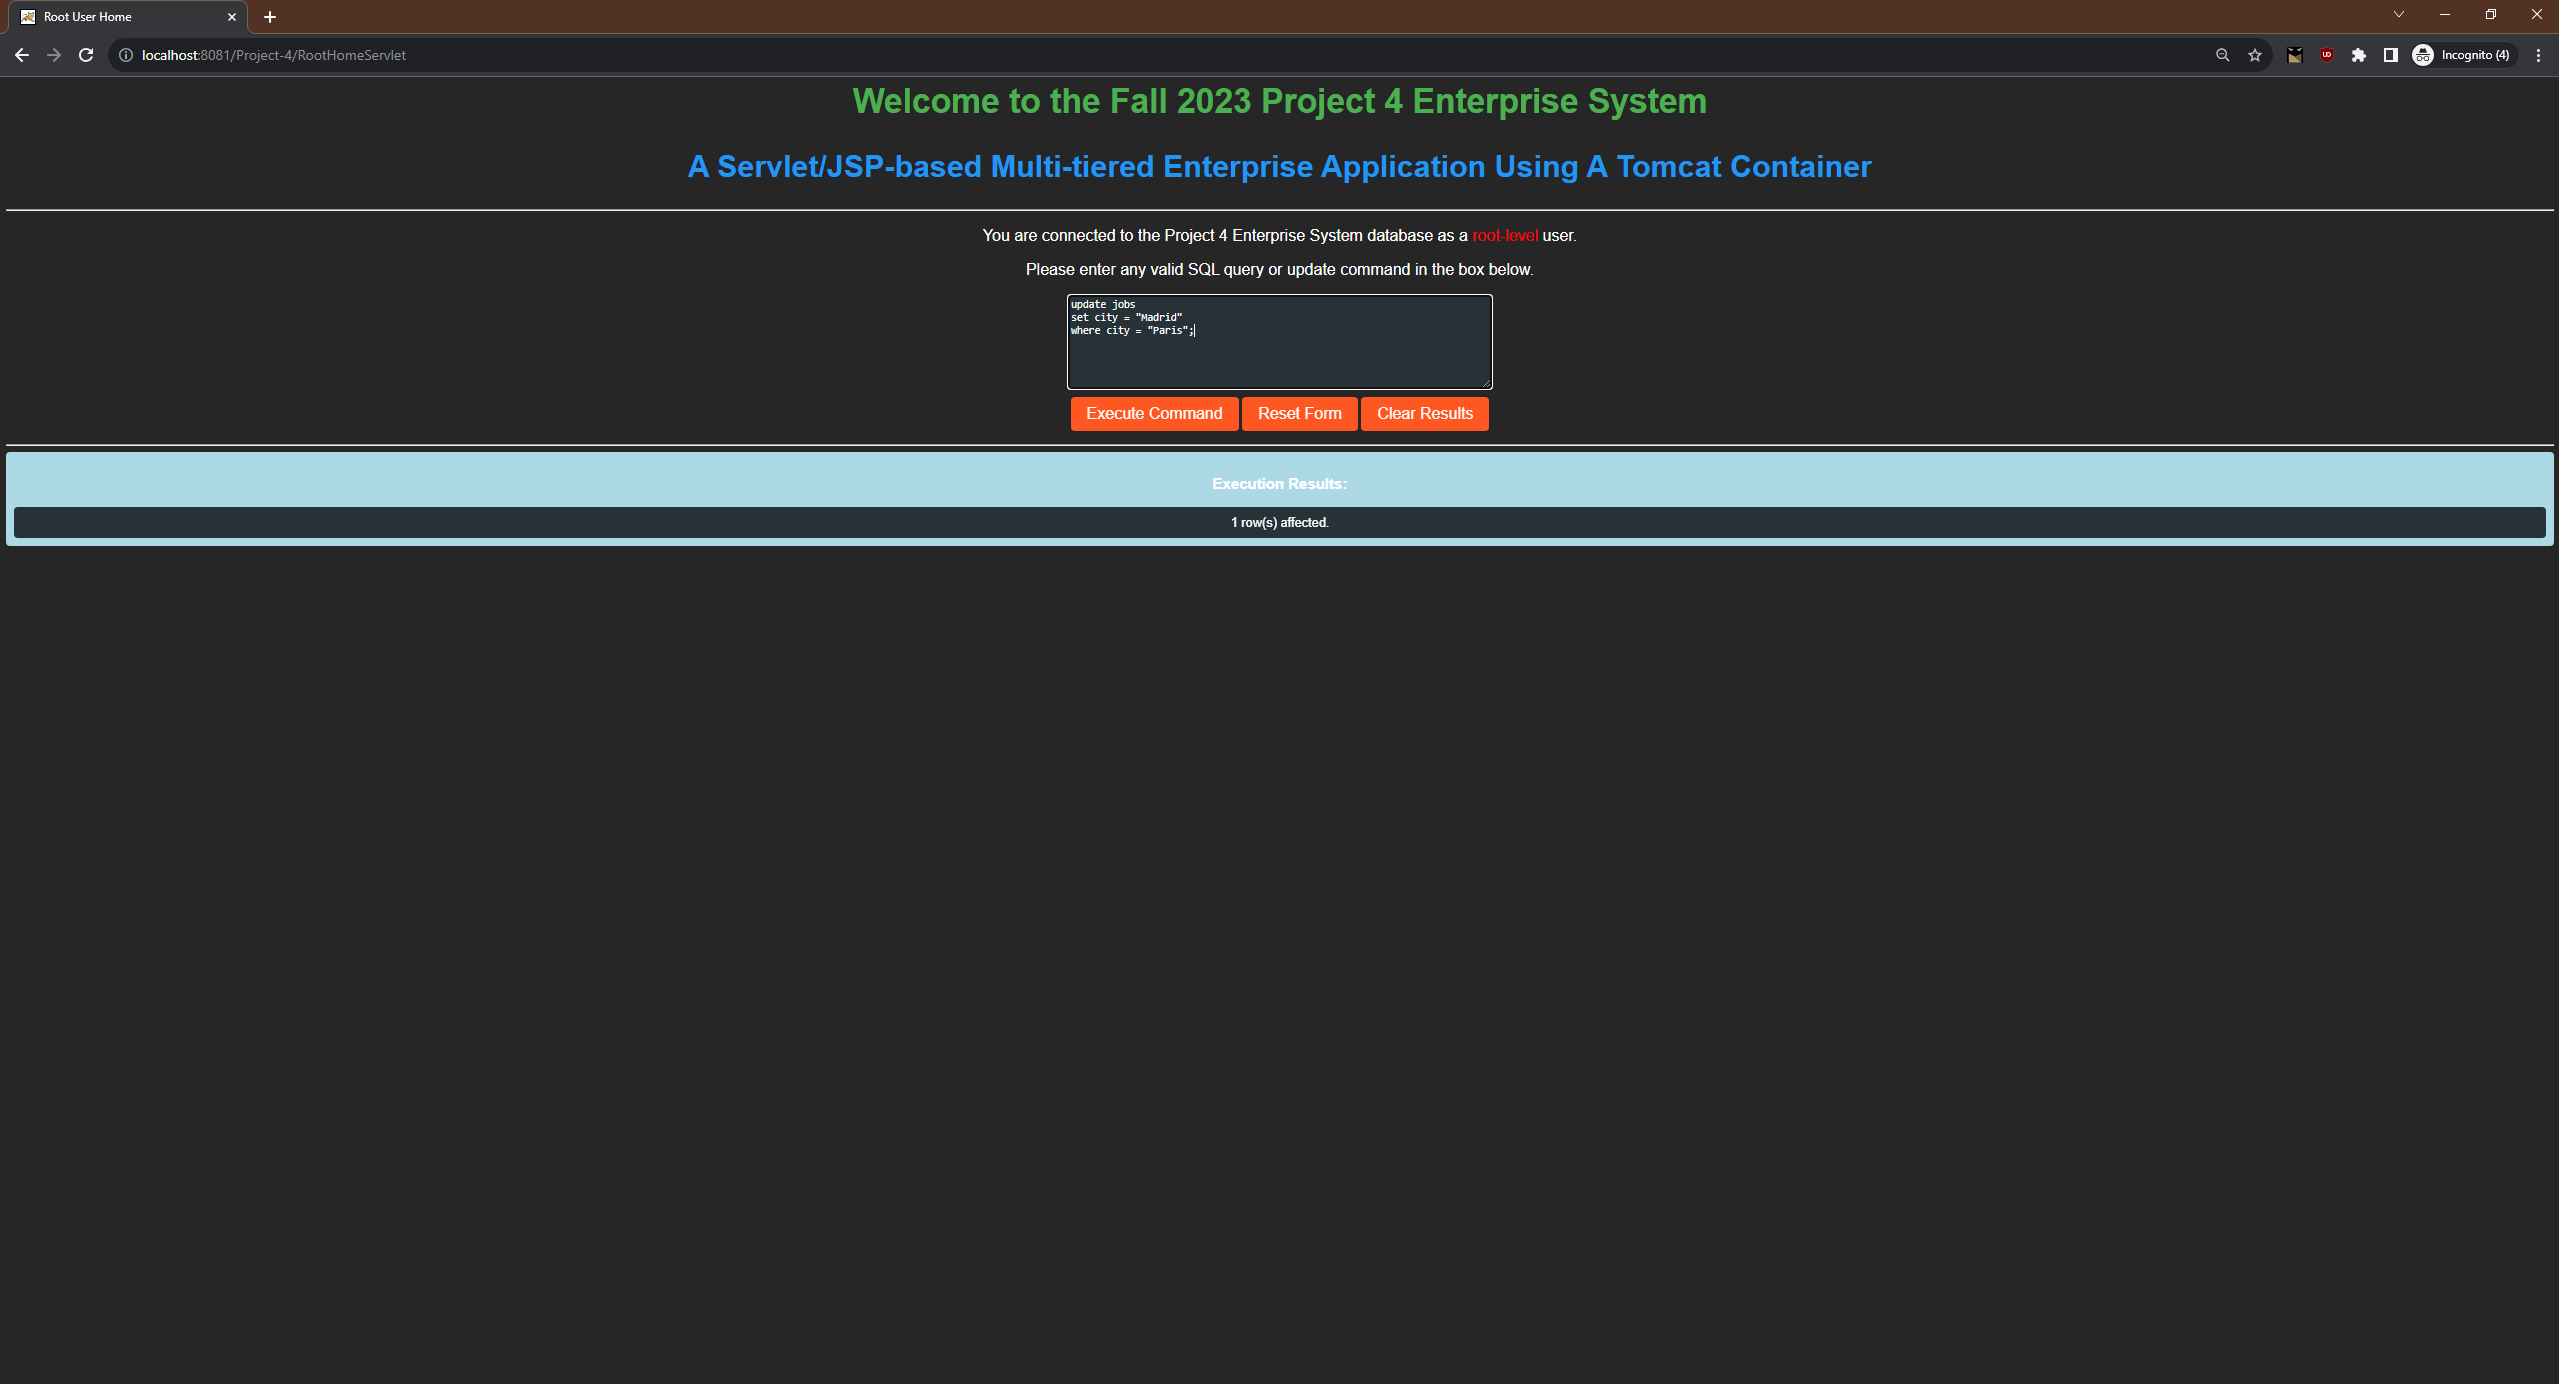 Root User Home
localhost:8081/Project-4/RootHomeServlet
Incognito (4)
Welcome to the Fall 2023 Project 4 Enterprise System
A Servlet/JSP-based Multi-tiered Enterprise Application Using A Tomcat Container
You are connected to the Project 4 Enterprise System database as a root-level user.
Please enter any valid SQL query or update command in the box below.
update jobs
set city = "Madrid"
where city = "Paris";
Execute Command Reset Form Clear Results
Execution Results:
1 row(s) affected.